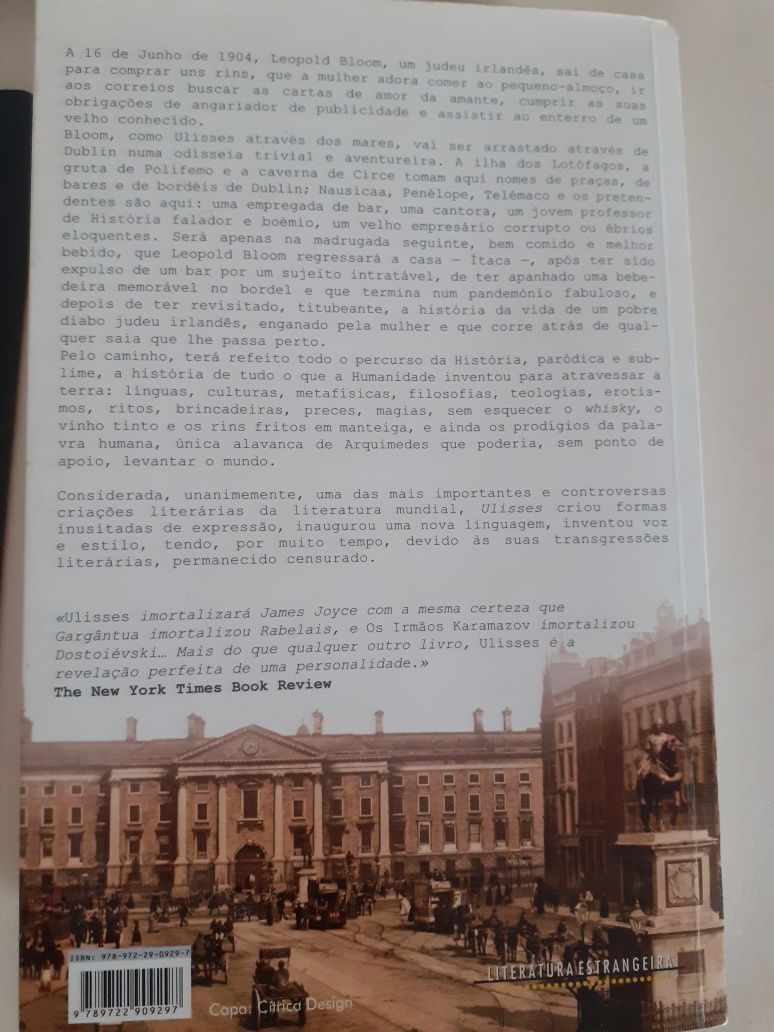 A 16 de Junho de 1904, Leopold Bloom, um judeu irlandês, sai de casa
para comprar uns rins, que a mulher adora comer ao pequeno-almoço, ir
aos correios buscar as cartas de amor da amante, cumprir as suas
obrigações de angariador de publicidade e assistir ao enterro de um
velho conhecido.
Bloom, como Ulisses através dos mares, vai ser arrastado através de
Dublin numa odisseia trivial e aventureira. A ilha dos Lotófagos, a
gruta de Polifemo e a caverna de Circe tomam aqui nomes de praças, de
bares e de bordéis de Dublin; Nausicaa, Penélope, Telémaco e os preten-
dentes são aqui: uma empregada de bar, uma cantora, um jovem professor
de História falador e boémio, um velho empresário corrupto ou ébrios
eloquentes. Será apenas na madrugada seguinte, bem comido e melhor
bebido, que Leopold Bloom regressará a casa — Ítaca —, após ter sido
expulso de um bar por um sujeito intratável, de ter apanhado uma bebe-
deira memorável no bordel e que termina num pandemónio fabuloso, e
depois de ter revisitado, titubeante, a história da vida de um pobre
diabo judeu irlandês, enganado pela mulher e que corre atrás de qual-
quer saia que lhe passa perto.
Pelo caminho, terá refeito todo o percurso da História, paródica e sub-
lime, a história de tudo o que a Humanidade inventou para atravessar a
terra: línguas, culturas, metafísicas, filosofias, teologias, erotis-
mos, ritos, brincadeiras, preces, magias, sem esquecer o whisky, o
vinho tinto e os rins fritos em manteiga, e ainda os prodígios da pala-
vra humana, única alavanca de Arquimedes que poderia, sem ponto de
apoio, levantar o mundo.
Considerada, unanimemente, uma das mais importantes e controversas
criações literárias da literatura mundial, Ulisses criou formas
inusitadas de expressão, inaugurou uma nova linguagem, inventou voz
e estilo, tendo, por muito tempo, devido às suas transgressões
literárias, permanecido censurado.
«Ulisses imortalizará James Joyce com a mesma certeza que
Gargântua imortalizou Rabelais, e Os Irmãos Karamazov imortalizou
Dostoiévski… Mais do que qualquer outro livro, Ulisses é a
revelação perfeita de uma personalidade.»
The New York Times Book Review
ISBN: 978-972-29-0929-7
9 789722 909297
Capa: Cítrica Design
LITERATURA ESTRANGEIRA